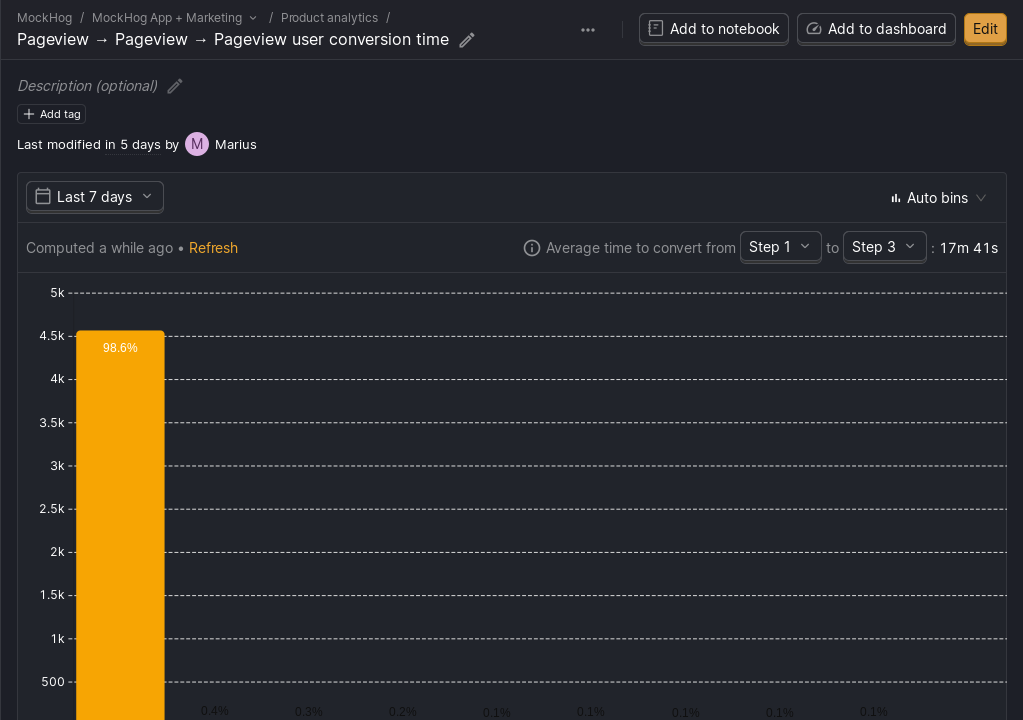 MockHog / MockHog App + Marketing / Product analytics /
Pageview → Pageview → Pageview user conversion time
Add to notebook
Add to dashboard
Edit
Description (optional)
Add tag
Last modified in 5 days by M Marius
Last 7 days
Auto bins
Computed a while ago • Refresh
Average time to convert from Step 1 to Step 3 : 17m 41s
5k
4.5k
98.6%
4k
3.5k
3k
2.5k
2k
1.5k
1k
500
0.4% 0.3% 0.2% 0.1% 0.1% 0.1% 0.1% 0.1%